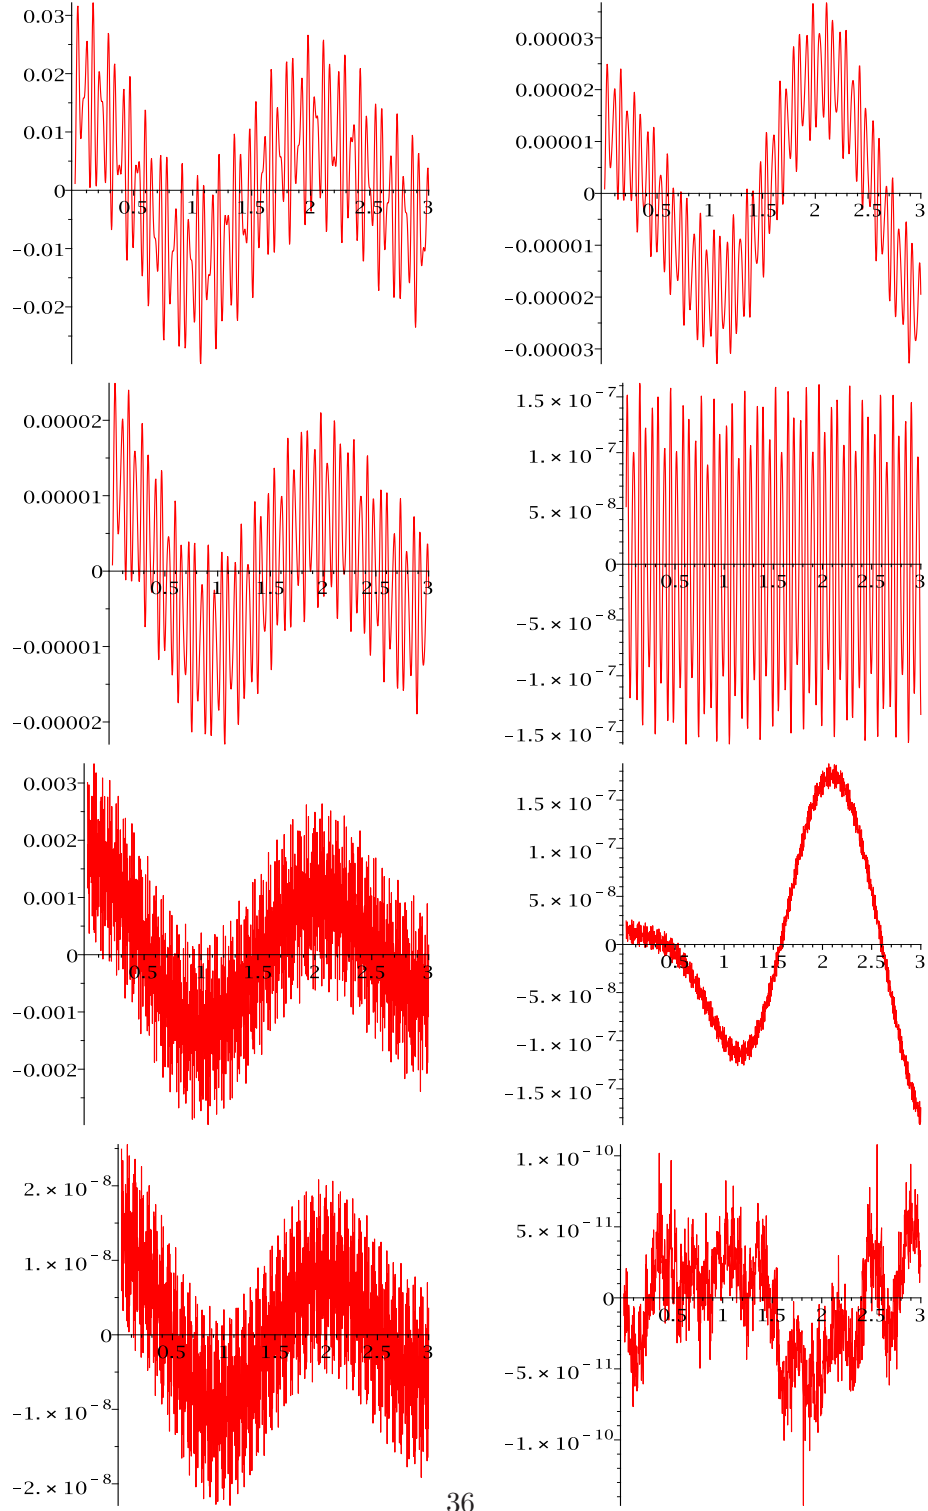 0.03
0.02
0.01
0
-0.01
-0.02
0.5 1 1.5 2 2.5 3
0.00003
0.00002
0.00001
0
-0.00001
-0.00002
-0.00003
0.5 1 1.5 2 2.5 3
0.00002
0.00001
0
-0.00001
-0.00002
0.5 1 1.5 2 2.5 3
1.5 × 10⁻⁷
1. × 10⁻⁷
5. × 10⁻⁸
0
-5. × 10⁻⁸
-1. × 10⁻⁷
-1.5 × 10⁻⁷
0.5 1 1.5 2 2.5 3
0.003
0.002
0.001
0
-0.001
-0.002
0.5 1 1.5 2 2.5 3
1.5 × 10⁻⁷
1. × 10⁻⁷
5. × 10⁻⁸
0
-5. × 10⁻⁸
-1. × 10⁻⁷
-1.5 × 10⁻⁷
0.5 1 1.5 2 2.5 3
2. × 10⁻⁸
1. × 10⁻⁸
0
-1. × 10⁻⁸
-2. × 10⁻⁸
0.5 1 1.5 2 2.5 3
1. × 10⁻¹⁰
5. × 10⁻¹¹
0
-5. × 10⁻¹¹
-1. × 10⁻¹⁰
0.5 1 1.5 2 2.5 3
36